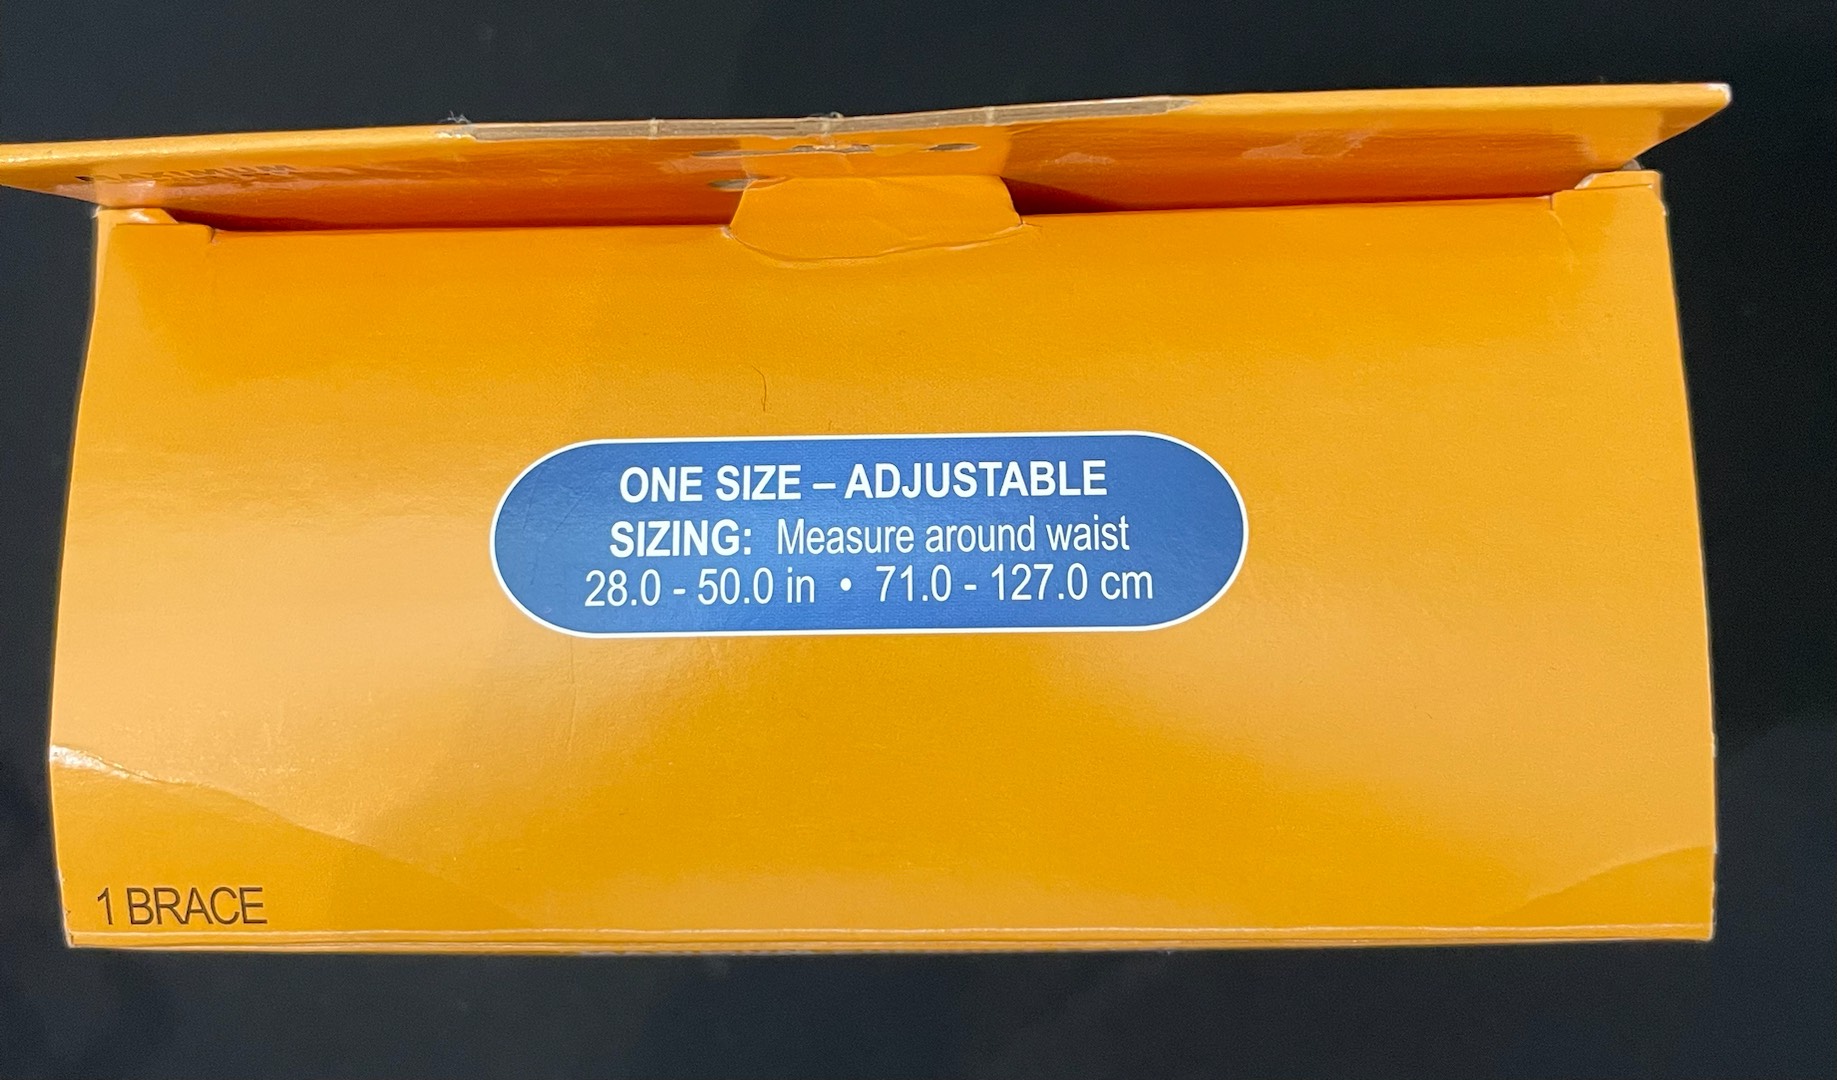 MAXIMUM
ONE SIZE – ADJUSTABLE
SIZING: Measure around waist
28.0 - 50.0 in • 71.0 - 127.0 cm
1 BRACE